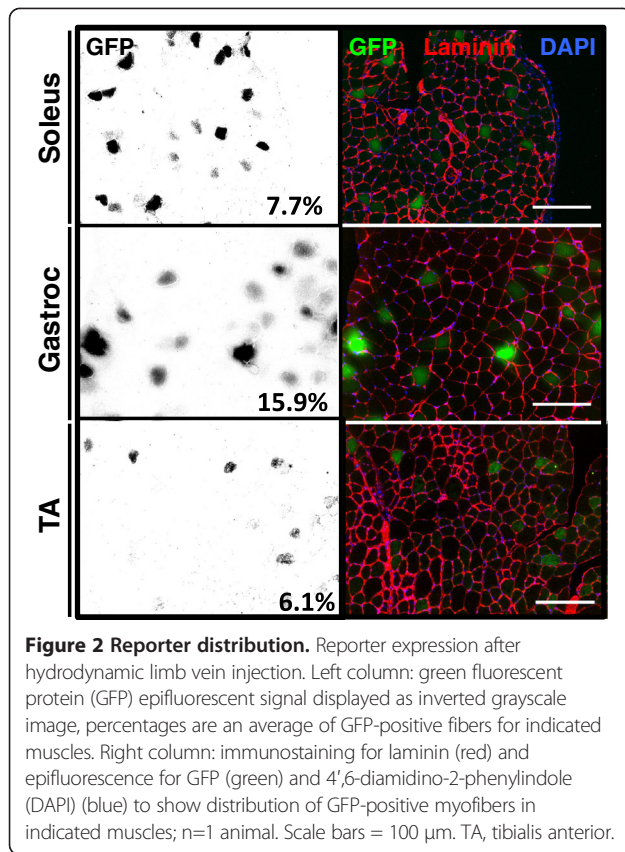 GFP
GFP Laminin DAPI
Soleus
7.7%
Gastroc
15.9%
TA
6.1%
Figure 2 Reporter distribution. Reporter expression after
hydrodynamic limb vein injection. Left column: green fluorescent
protein (GFP) epifluorescent signal displayed as inverted grayscale
image, percentages are an average of GFP-positive fibers for indicated
muscles. Right column: immunostaining for laminin (red) and
epifluorescence for GFP (green) and 4′,6-diamidino-2-phenylindole
(DAPI) (blue) to show distribution of GFP-positive myofibers in
indicated muscles; n=1 animal. Scale bars = 100 μm. TA, tibialis anterior.